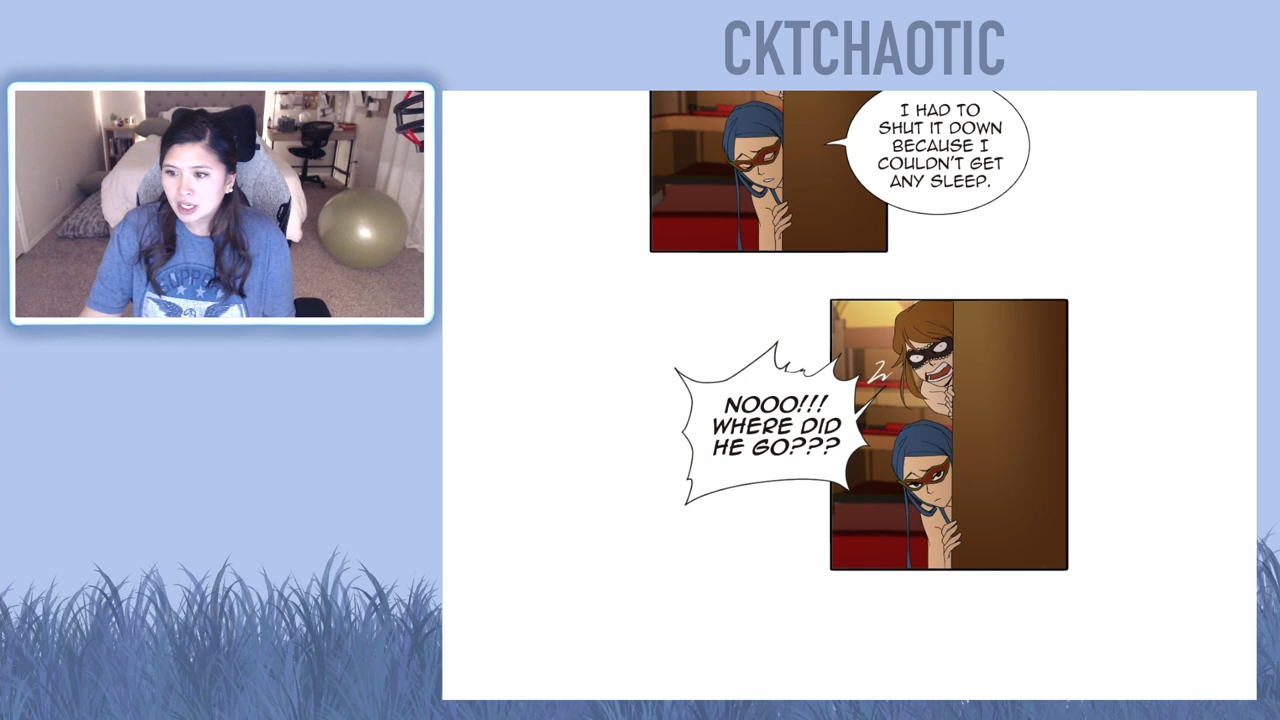 CKTCHAOTIC
I HAD TO
SHUT IT DOWN
BECAUSE I
COULDN'T GET
ANY SLEEP.
NOOO!!!
WHERE DID
HE GO???